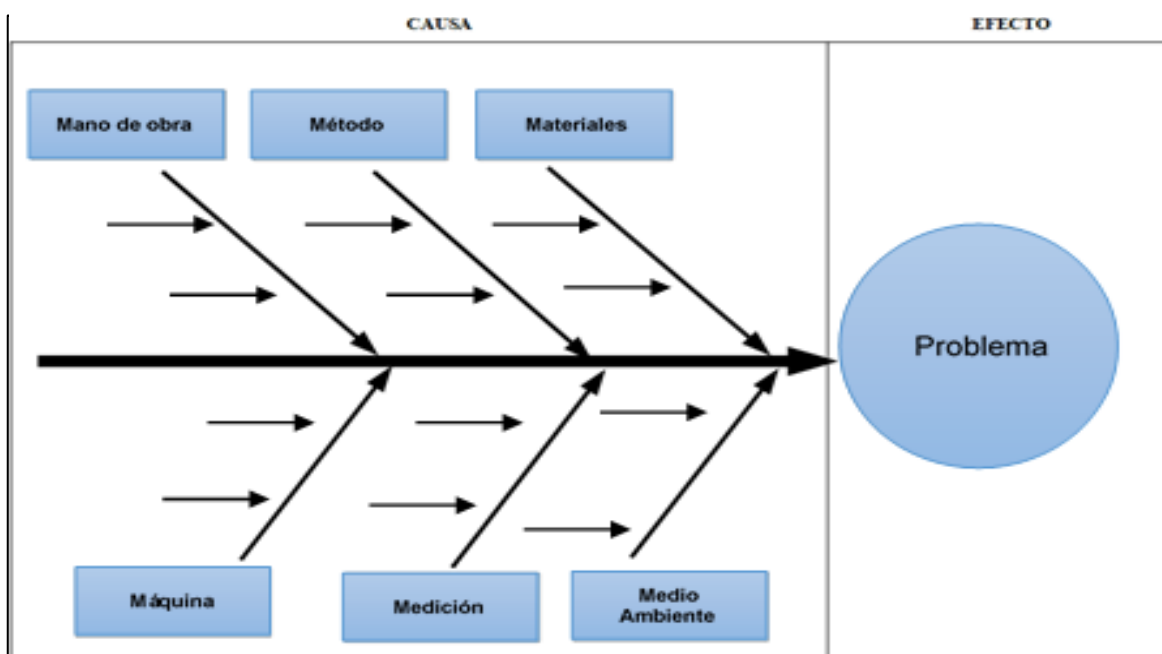 CAUSA
EFECTO
Mano de obra
Método
Materiales
Problema
Máquina
Medición
Medio
Ambiente